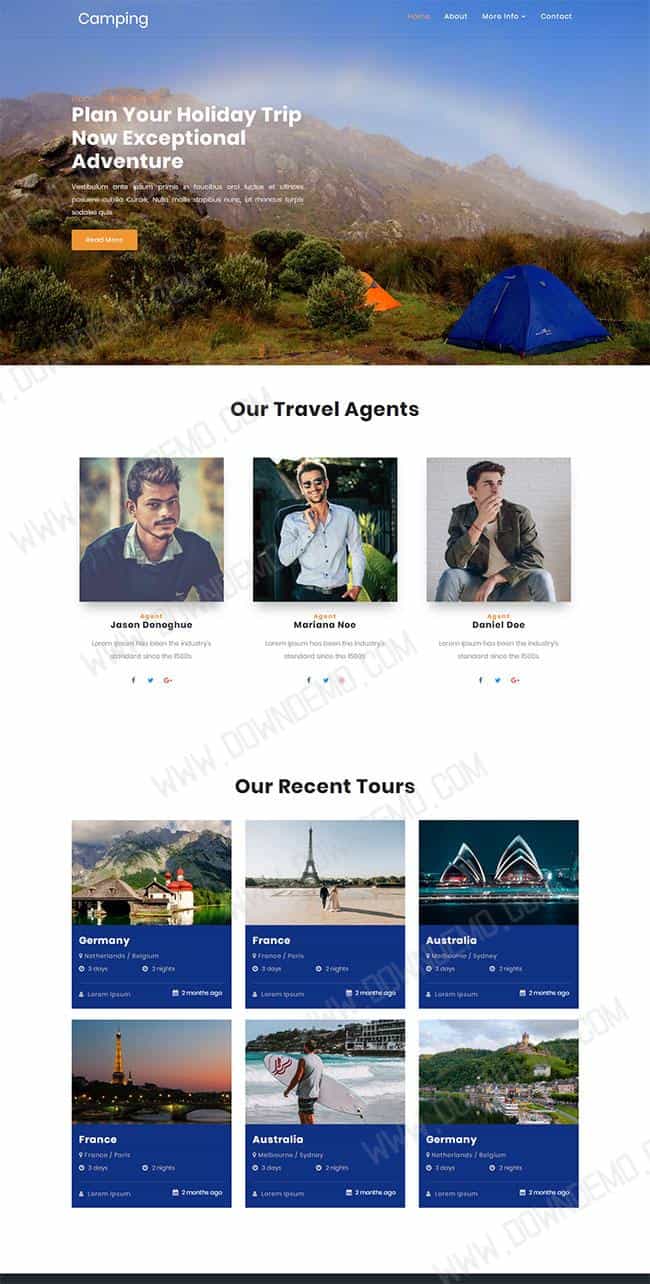 Camping
Home About More Info Contact
Plan Your Holiday Trip
Now Exceptional
Adventure
Vestibulum ante ipsum primis in faucibus orci luctus et ultrices
posuere cubilia Curae; Nulla mollis dapibus nunc, ut rhoncus turpis
sodales quis
Read More
Our Travel Agents
Agent Agent Agent
Jason Donoghue Mariana Noe Daniel Doe
Lorem Ipsum has been the industry's Lorem Ipsum has been the industry's Lorem Ipsum has been the industry's
standard since the 1500s standard since the 1500s standard since the 1500s
Our Recent Tours
Germany France Australia
Netherlands / Belgium France / Paris Melbourne / Sydney
3 days 2 nights 3 days 2 nights 3 days 2 nights
Lorem Ipsum 2 months ago Lorem Ipsum 2 months ago Lorem Ipsum 2 months ago
France Australia Germany
France / Paris Melbourne / Sydney Netherlands / Belgium
3 days 2 nights 3 days 2 nights 3 days 2 nights
Lorem Ipsum 2 months ago Lorem Ipsum 2 months ago Lorem Ipsum 2 months ago
WWW.DOWNDEMO.COM